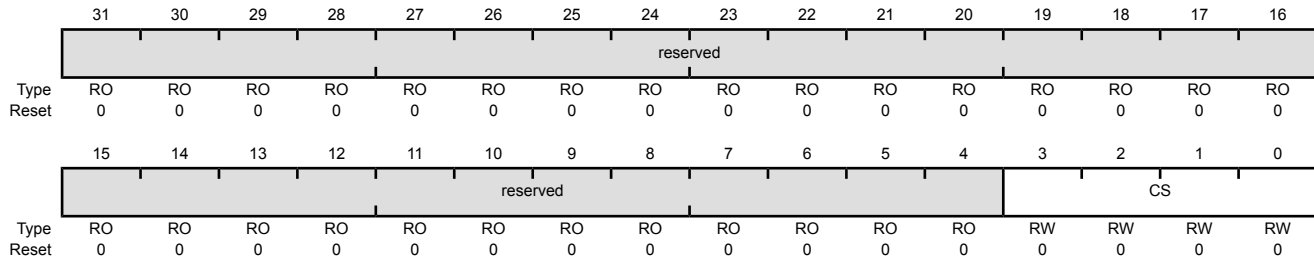 31 30 29 28 27 26 25 24 23 22 21 20 19 18 17 16
reserved
Type RO RO RO RO RO RO RO RO RO RO RO RO RO RO RO RO
Reset 0 0 0 0 0 0 0 0 0 0 0 0 0 0 0 0
15 14 13 12 11 10 9 8 7 6 5 4 3 2 1 0
reserved CS
Type RO RO RO RO RO RO RO RO RO RO RO RO RW RW RW RW
Reset 0 0 0 0 0 0 0 0 0 0 0 0 0 0 0 0